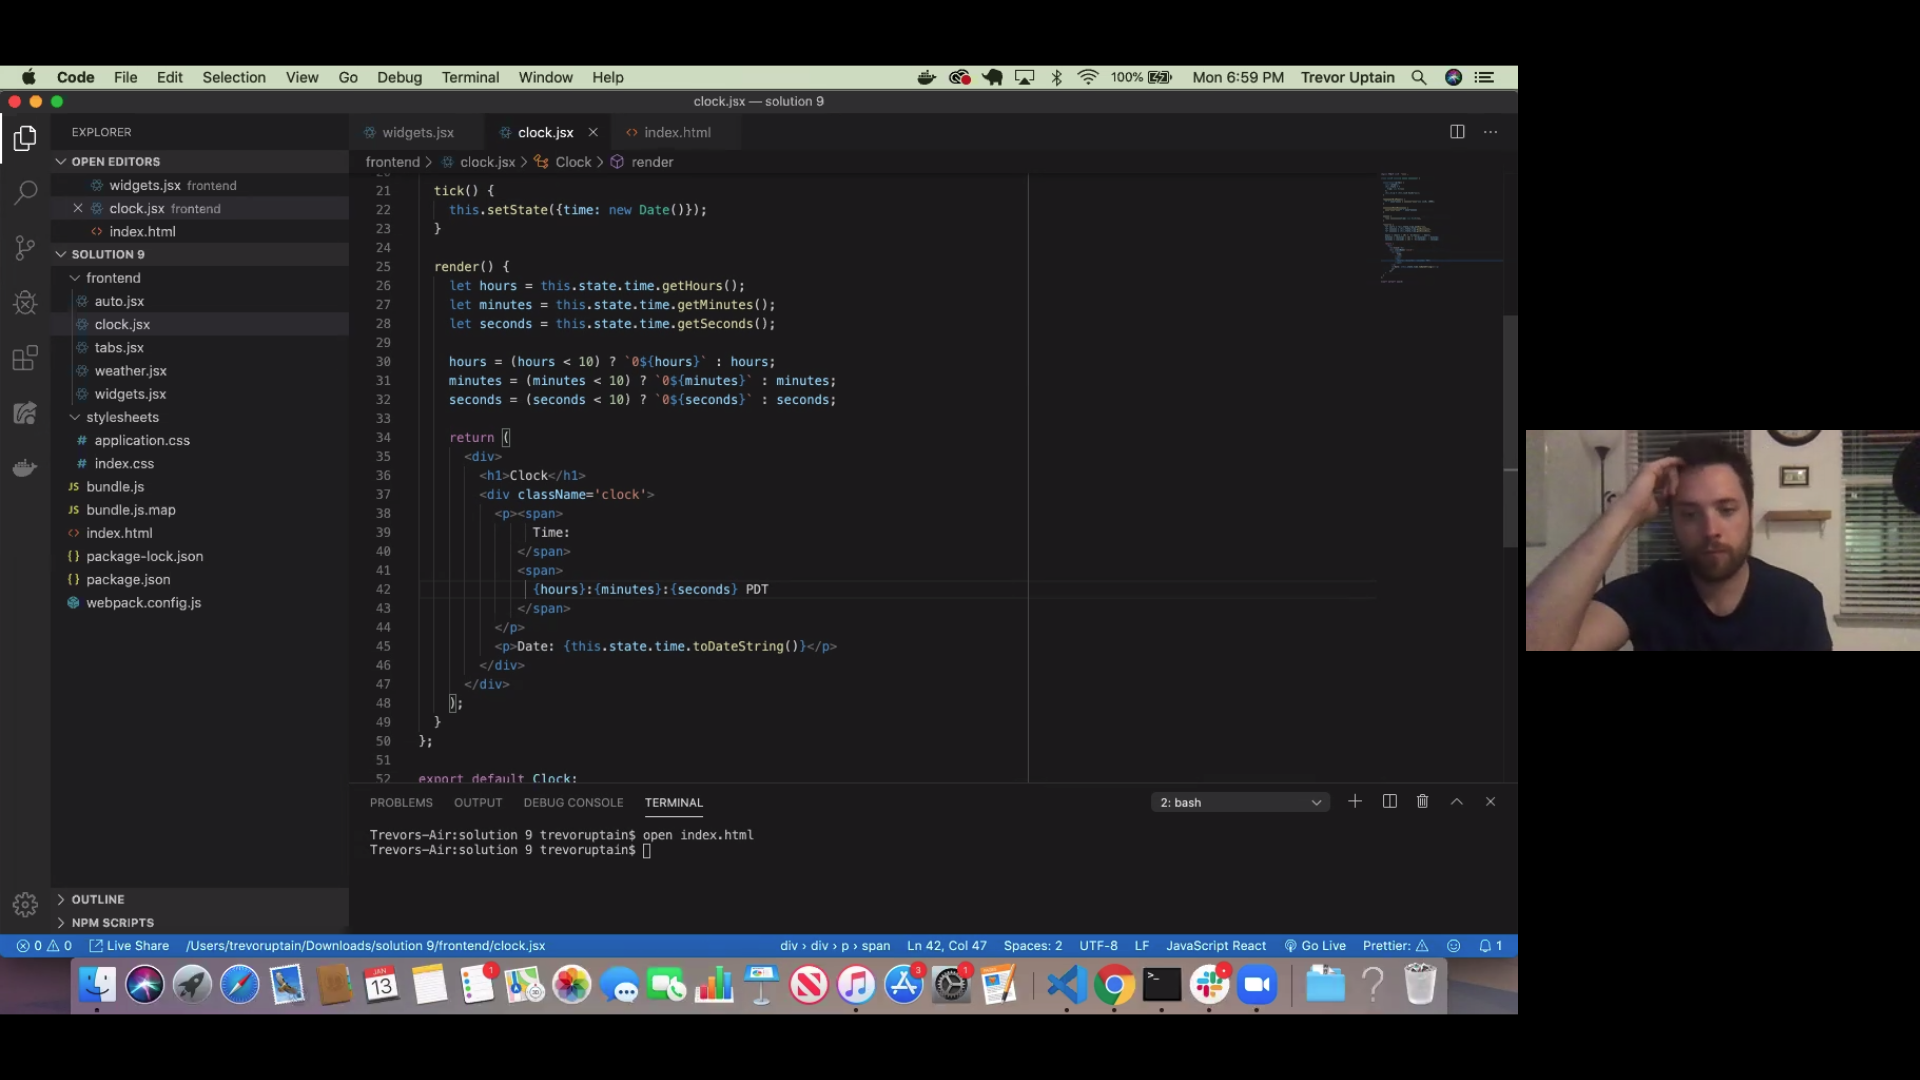 Code File Edit Selection View Go Debug Terminal Window Help 100% Mon 6:59 PM Trevor Uptain
clock.jsx — solution 9
EXPLORER
OPEN EDITORS
widgets.jsx frontend
clock.jsx frontend
index.html
SOLUTION 9
frontend
auto.jsx
clock.jsx
tabs.jsx
weather.jsx
widgets.jsx
stylesheets
# application.css
# index.css
JS bundle.js
JS bundle.js.map
<> index.html
{} package-lock.json
{} package.json
webpack.config.js
OUTLINE
NPM SCRIPTS
widgets.jsx clock.jsx <> index.html
frontend > clock.jsx > Clock > render
21 tick() {
22 this.setState({time: new Date()});
23 }
24
25 render() {
26 let hours = this.state.time.getHours();
27 let minutes = this.state.time.getMinutes();
28 let seconds = this.state.time.getSeconds();
29
30 hours = (hours < 10) ? `0${hours}` : hours;
31 minutes = (minutes < 10) ? `0${minutes}` : minutes;
32 seconds = (seconds < 10) ? `0${seconds}` : seconds;
33
34 return (
35 <div>
36 <h1>Clock</h1>
37 <div className='clock'>
38 <p><span>
39 Time:
40 </span>
41 <span>
42 {hours}:{minutes}:{seconds} PDT
43 </span>
44 </p>
45 <p>Date: {this.state.time.toDateString()}</p>
46 </div>
47 </div>
48 );
49 }
50 };
51
52 export default Clock;
PROBLEMS OUTPUT DEBUG CONSOLE TERMINAL 2: bash
Trevors-Air:solution 9 trevoruptain$ open index.html
Trevors-Air:solution 9 trevoruptain$
0 0 Live Share /Users/trevoruptain/Downloads/solution 9/frontend/clock.jsx div › div › p › span Ln 42, Col 47 Spaces: 2 UTF-8 LF JavaScript React Go Live Prettier: 1
JAN 13 1 3 1